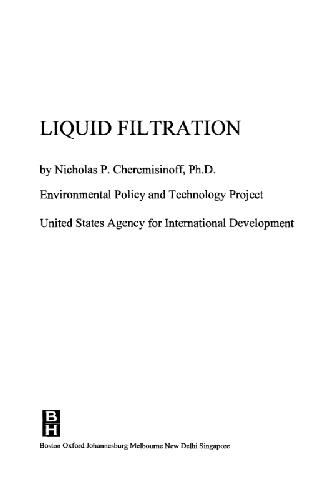 LIQUID FILTRATION
by Nicholas P. Cheremisinoff, Ph.D.
Environmental Policy and Technology Project
United States Agency for International Development
B
H
Boston Oxford Johannesburg Melbourne New Delhi Singapore